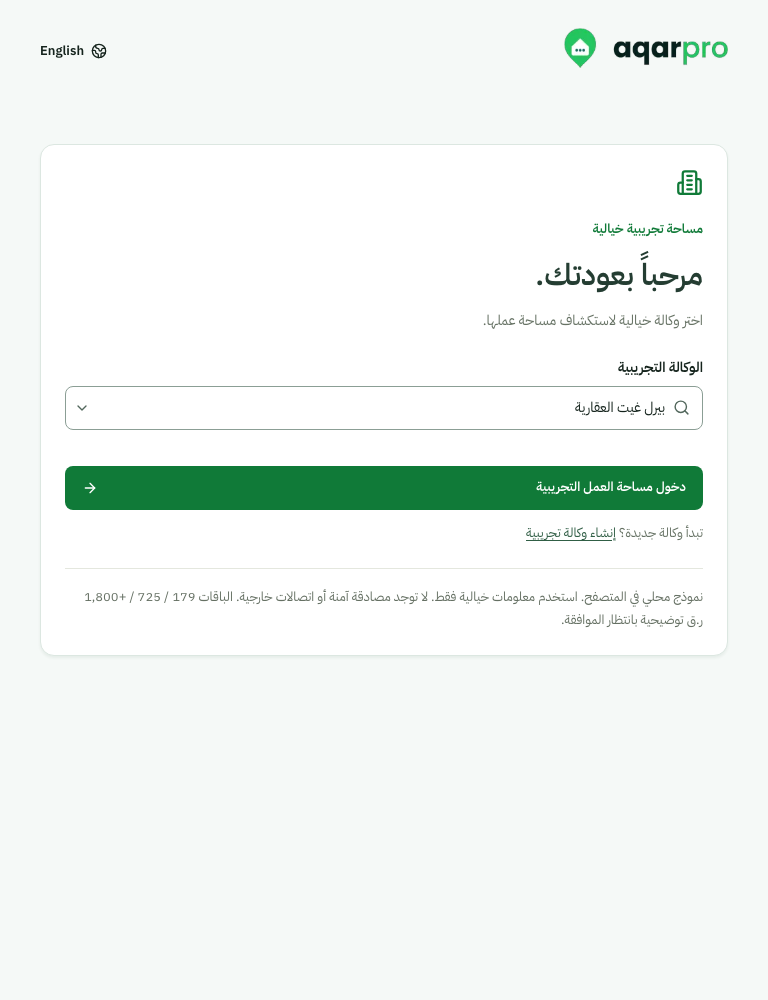 aqarpro
English
مساحة تجريبية خيالية
مرحباً بعودتك.
اختر وكالة خيالية لاستكشاف مساحة عملها.
الوكالة التجريبية
بيرل غيت العقارية
دخول مساحة العمل التجريبية
تبدأ وكالة جديدة؟ إنشاء وكالة تجريبية
نموذج محلي في المتصفح. استخدم معلومات خيالية فقط. لا توجد مصادقة آمنة أو اتصالات خارجية. الباقات 179 / 725 / +1,800
ر.ق توضيحية بانتظار الموافقة.